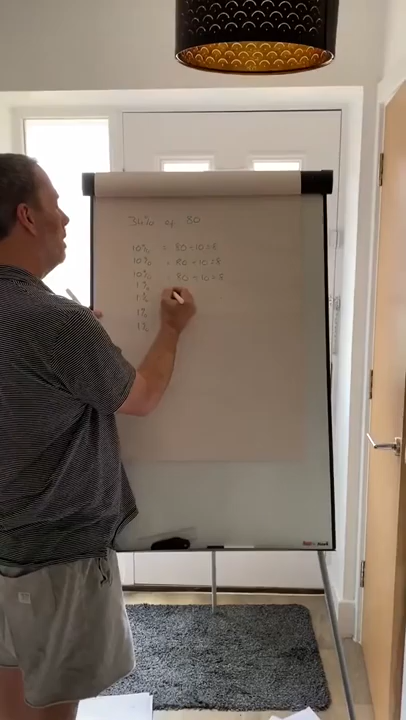 34% of 80
10% = 80÷10=8
10% = 80÷10=8
10% = 80÷10=8
1%
1%
1%
1%